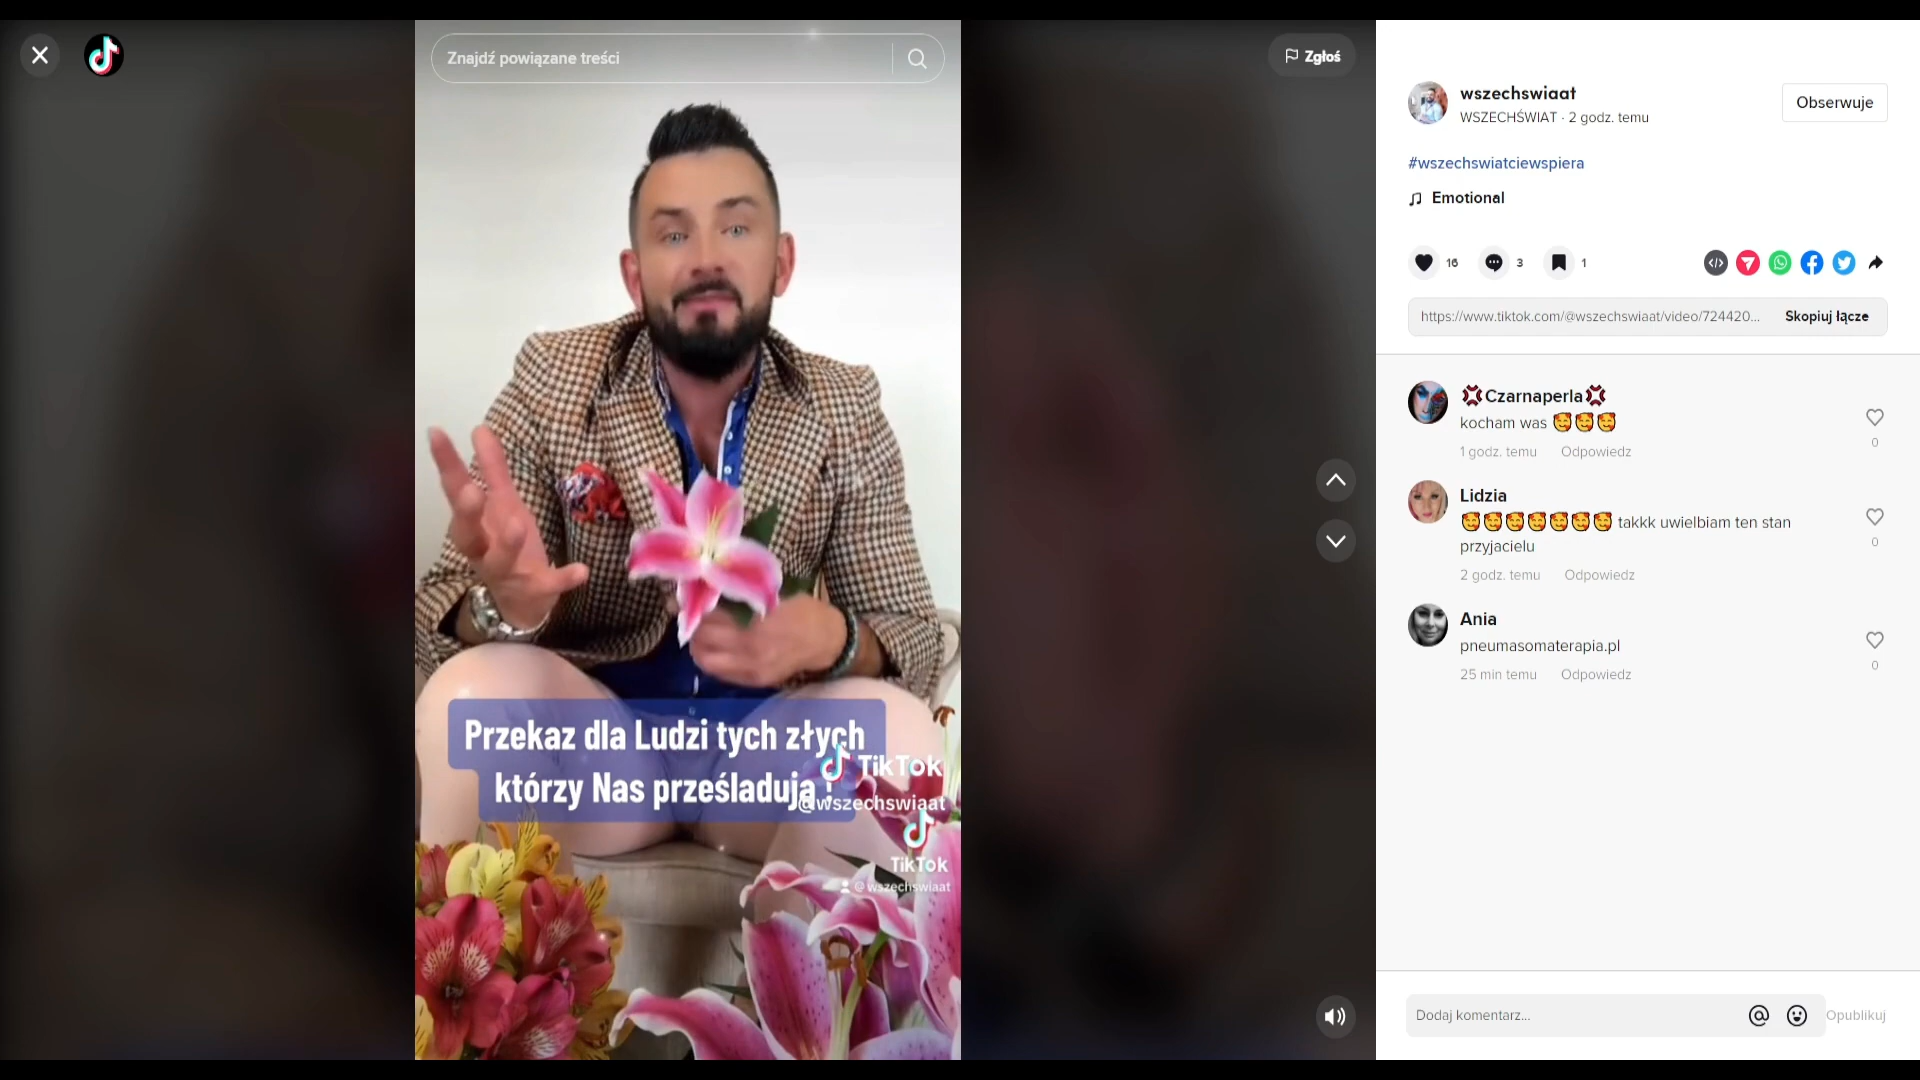 Znajdź powiązane treści
Zgłoś
Przekaz dla Ludzi tych złych
którzy Nas prześladują !
TikTok
@wszechswiaat
TikTok
@wszechswiaat
wszechswiaat
WSZECHŚWIAT · 2 godz. temu
Obserwuje
#wszechswiatciewspiera
Emotional
16
3
1
https://www.tiktok.com/@wszechswiaat/video/724420...
Skopiuj łącze
💢Czarnaperla💢
kocham was 🥰🥰🥰
1 godz. temu Odpowiedz
0
Lidzia
🥰🥰🥰🥰🥰🥰🥰 takkk uwielbiam ten stan
przyjacielu
2 godz. temu Odpowiedz
0
Ania
pneumasomaterapia.pl
25 min temu Odpowiedz
0
Dodaj komentarz...
Opublikuj